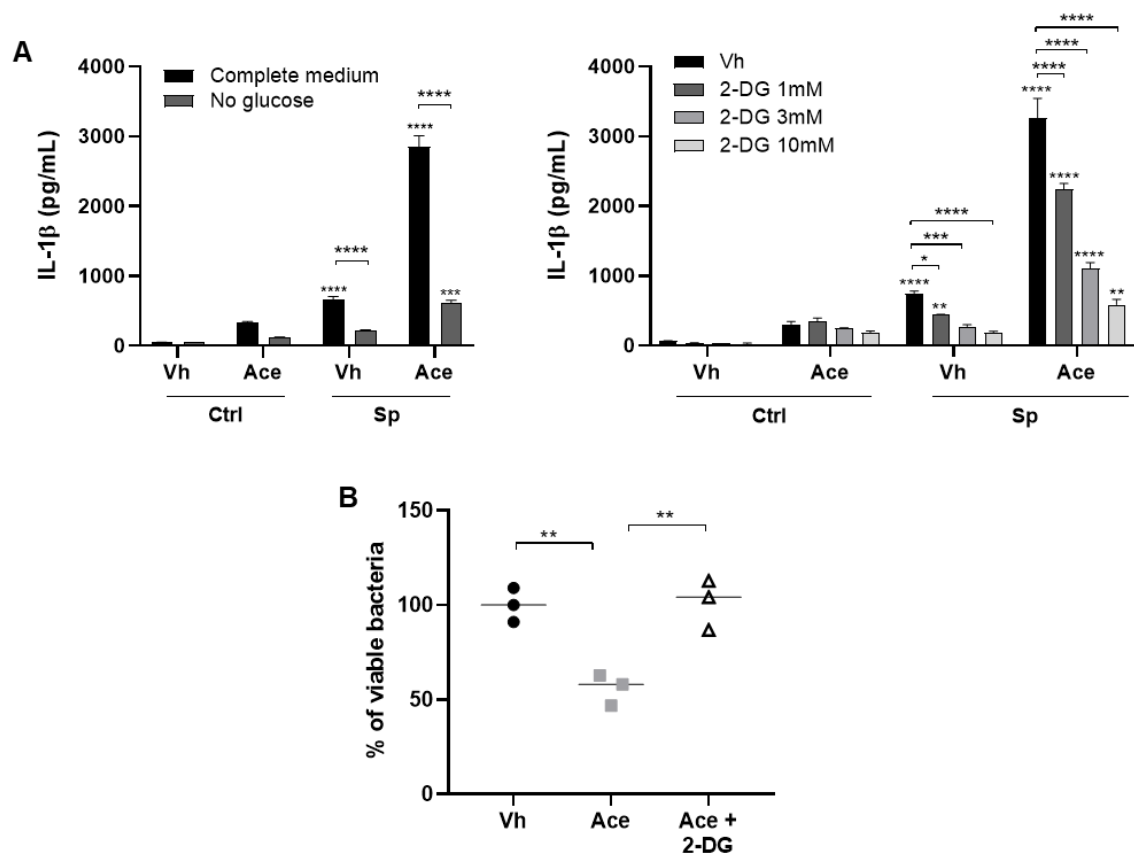 A
IL-1β (pg/mL)
4000
3000
2000
1000
0
Complete medium
No glucose
****
****
****
****
***
Vh Ace Vh Ace
Ctrl Sp
IL-1β (pg/mL)
4000
3000
2000
1000
0
Vh
2-DG 1mM
2-DG 3mM
2-DG 10mM
****
****
****
****
****
****
**
****
***
*
****
**
Vh Ace Vh Ace
Ctrl Sp
B
% of viable bacteria
150
100
50
0
**
**
Vh Ace Ace +
2-DG